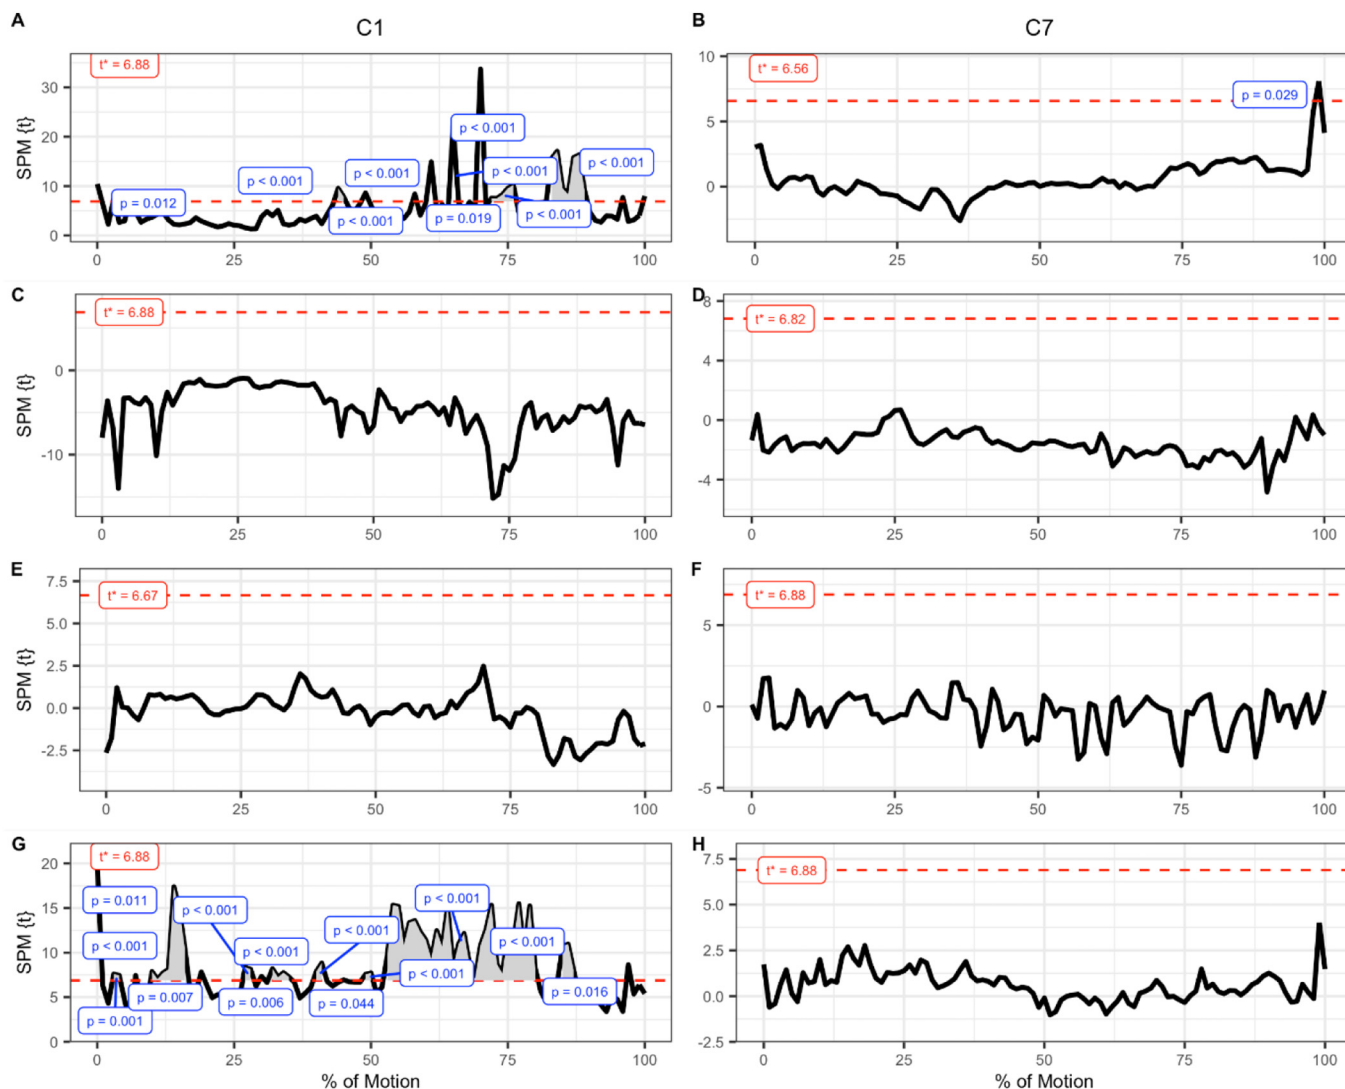 A
C1
t* = 6.88
30
20
10
0
SPM {t}
p < 0.001
p < 0.001
p < 0.001
p < 0.001
p < 0.001
p = 0.012
p < 0.001
p = 0.019
p < 0.001
0
25
50
75
100
B
C7
t* = 6.56
10
5
0
p = 0.029
0
25
50
75
100
C
t* = 6.88
0
-10
SPM {t}
0
25
50
75
100
D
t* = 6.82
8
4
0
-4
0
25
50
75
100
E
t* = 6.67
7.5
5.0
2.5
0.0
-2.5
SPM {t}
0
25
50
75
100
F
t* = 6.88
5
0
-5
0
25
50
75
100
G
t* = 6.88
20
15
10
5
0
SPM {t}
p = 0.011
p < 0.001
p < 0.001
p < 0.001
p < 0.001
p < 0.001
p < 0.001
p < 0.001
p = 0.007
p = 0.006
p = 0.044
p = 0.016
p = 0.001
0
25
50
75
100
% of Motion
H
t* = 6.88
7.5
5.0
2.5
0.0
-2.5
0
25
50
75
100
% of Motion